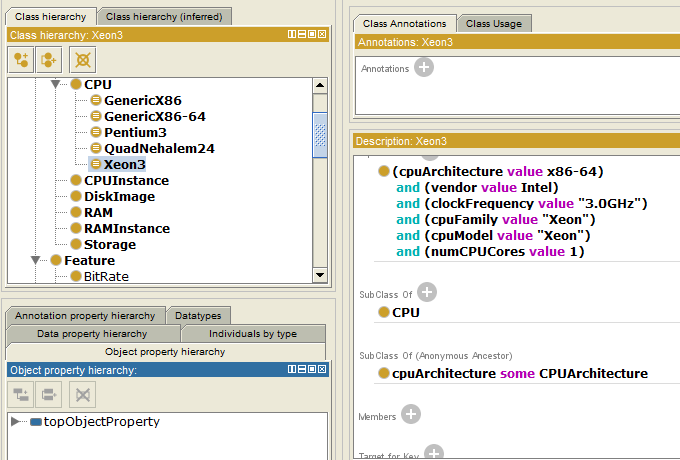 Class hierarchy
Class hierarchy (inferred)
Class hierarchy: Xeon3
CPU
GenericX86
GenericX86-64
Pentium3
QuadNehalem24
Xeon3
CPUInstance
DiskImage
RAM
RAMInstance
Storage
Feature
BitRate
Annotation property hierarchy
Datatypes
Data property hierarchy
Individuals by type
Object property hierarchy
Object property hierarchy:
topObjectProperty
Class Annotations
Class Usage
Annotations: Xeon3
Annotations
Description: Xeon3
(cpuArchitecture value x86-64)
and (vendor value Intel)
and (clockFrequency value "3.0GHz")
and (cpuFamily value "Xeon")
and (cpuModel value "Xeon")
and (numCPUCores value 1)
SubClass Of
CPU
SubClass Of (Anonymous Ancestor)
cpuArchitecture some CPUArchitecture
Members
Target for Key